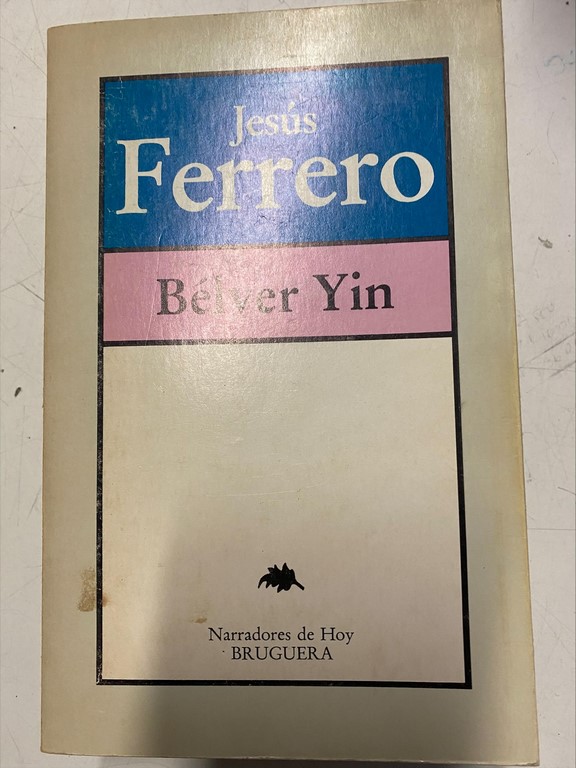 Jesús
Ferrero
Bélver Yin
Narradores de Hoy
BRUGUERA